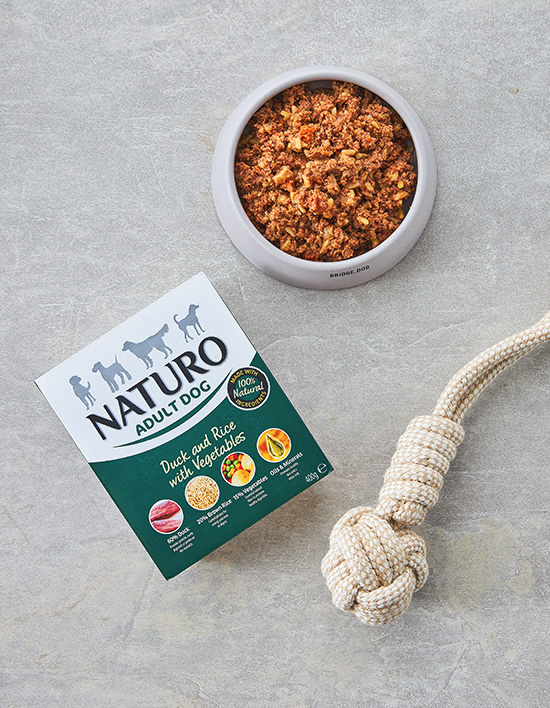 BRIDGE.DOG
NATURO
ADULT DOG
MADE WITH
100%
Natural
INGREDIENTS
Duck and Rice
with Vegetables
60% Duck
20% Brown Rice
15% Vegetables
Oils & Minerals
400g e